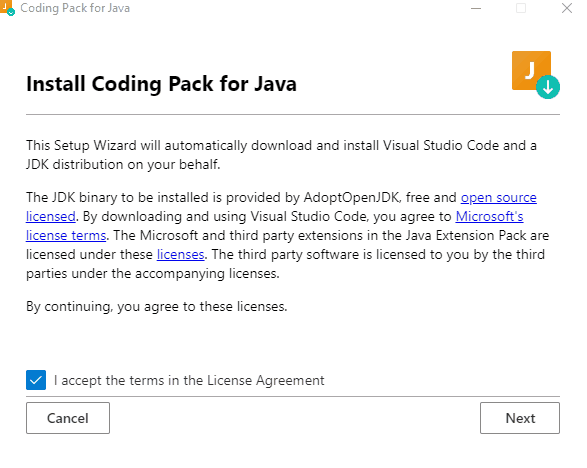 Coding Pack for Java
J
Install Coding Pack for Java
J
This Setup Wizard will automatically download and install Visual Studio Code and a
JDK distribution on your behalf.
The JDK binary to be installed is provided by AdoptOpenJDK, free and open source
licensed. By downloading and using Visual Studio Code, you agree to Microsoft's
license terms. The Microsoft and third party extensions in the Java Extension Pack are
licensed under these licenses. The third party software is licensed to you by the third
parties under the accompanying licenses.
By continuing, you agree to these licenses.
I accept the terms in the License Agreement
Cancel
Next